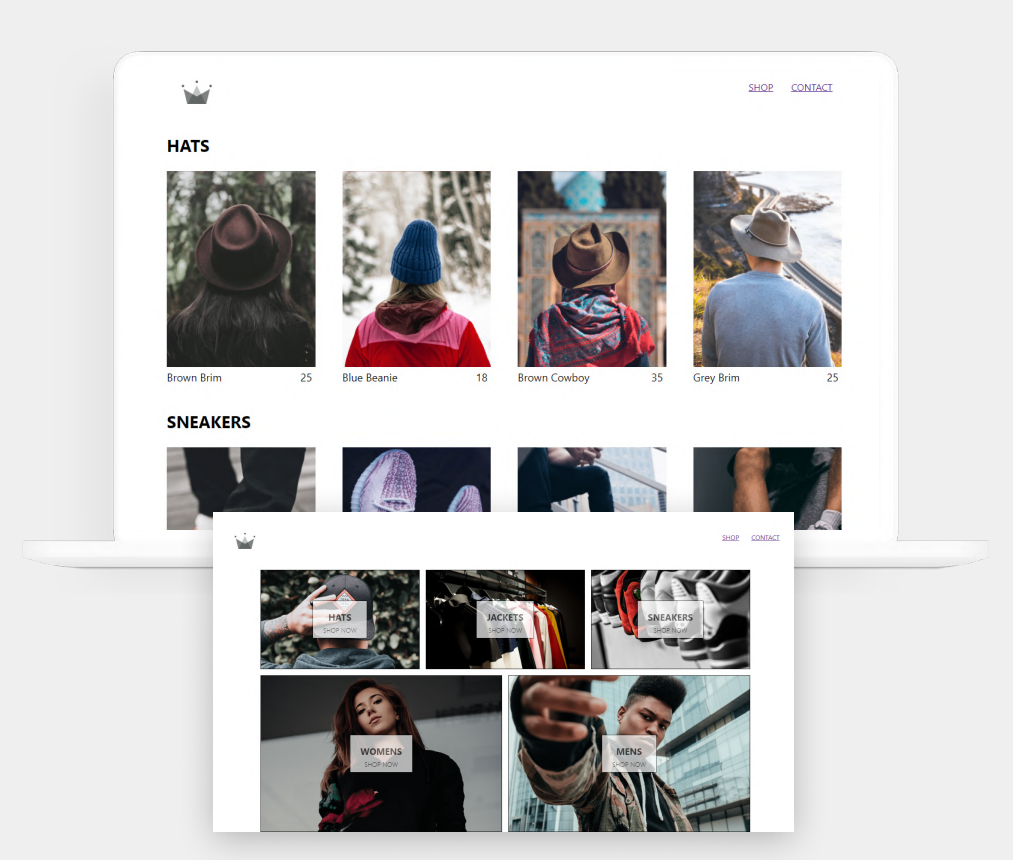 SHOP CONTACT
HATS
Brown Brim 25
Blue Beanie 18
Brown Cowboy 35
Grey Brim 25
SNEAKERS
SHOP CONTACT
HATS
SHOP NOW
JACKETS
SHOP NOW
SNEAKERS
SHOP NOW
WOMENS
SHOP NOW
MENS
SHOP NOW